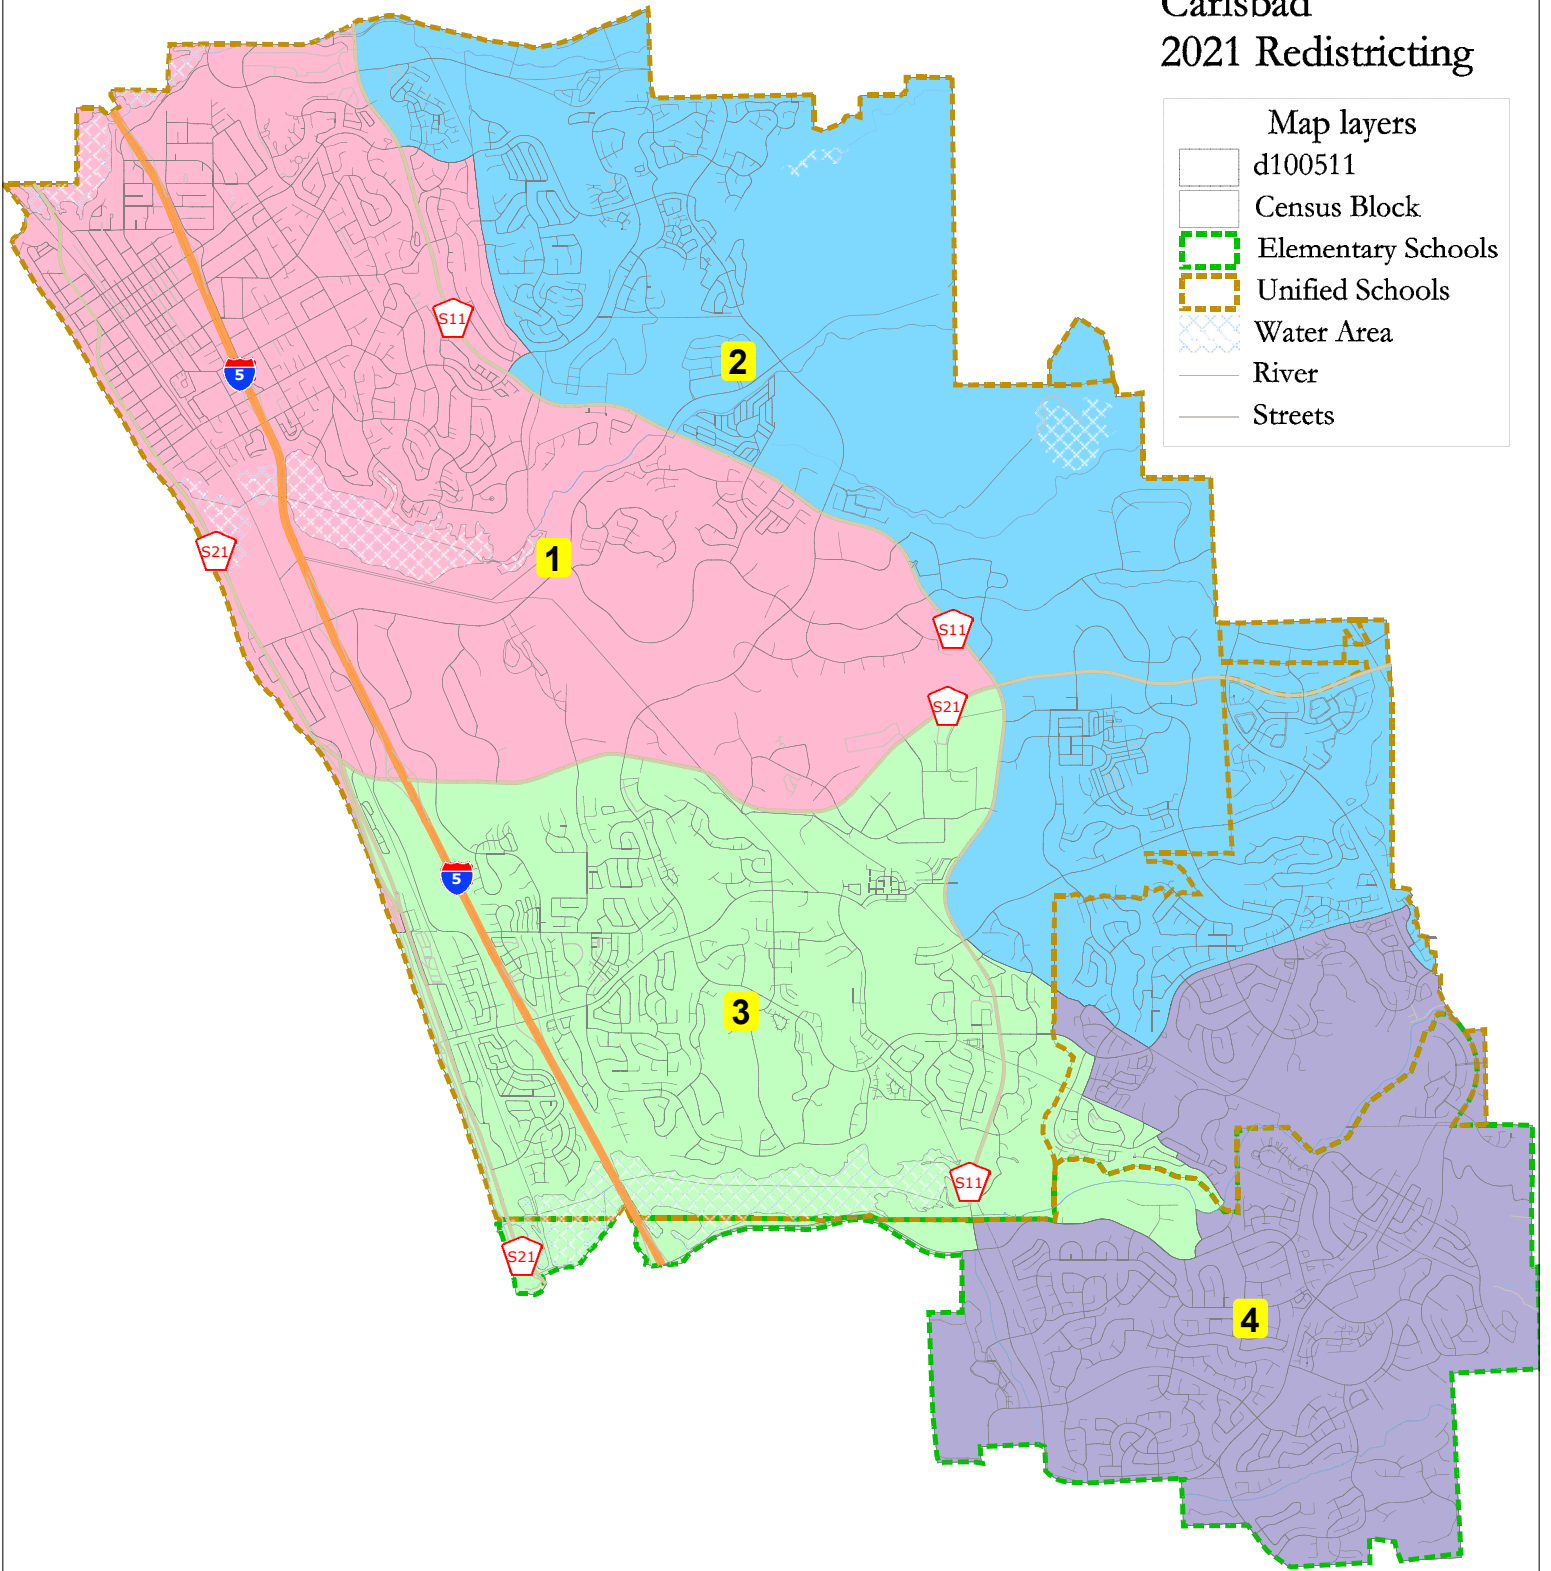 Carlsbad
2021 Redistricting
Map layers
d100511
Census Block
Elementary Schools
Unified Schools
Water Area
River
Streets
S11
2
5
S21
1
S11
S21
5
3
S11
S21
4